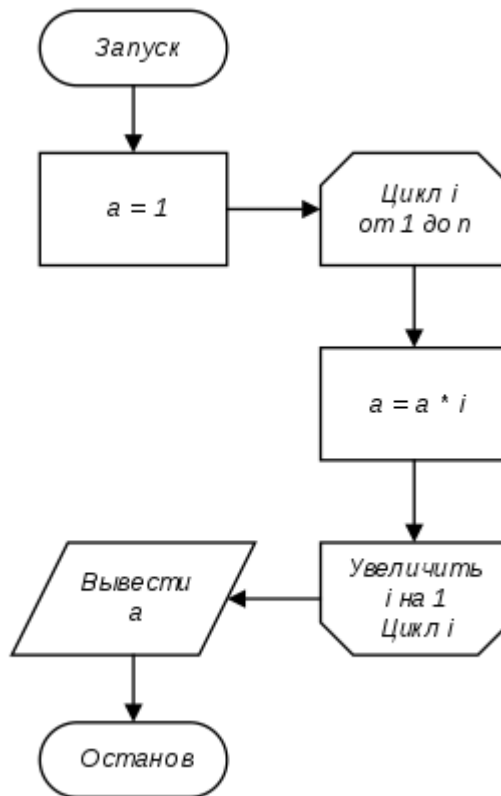 Запуск
a = 1
Цикл i
от 1 до n
a = a * i
Увеличить
i на 1
Цикл i
Вывести
a
Останов